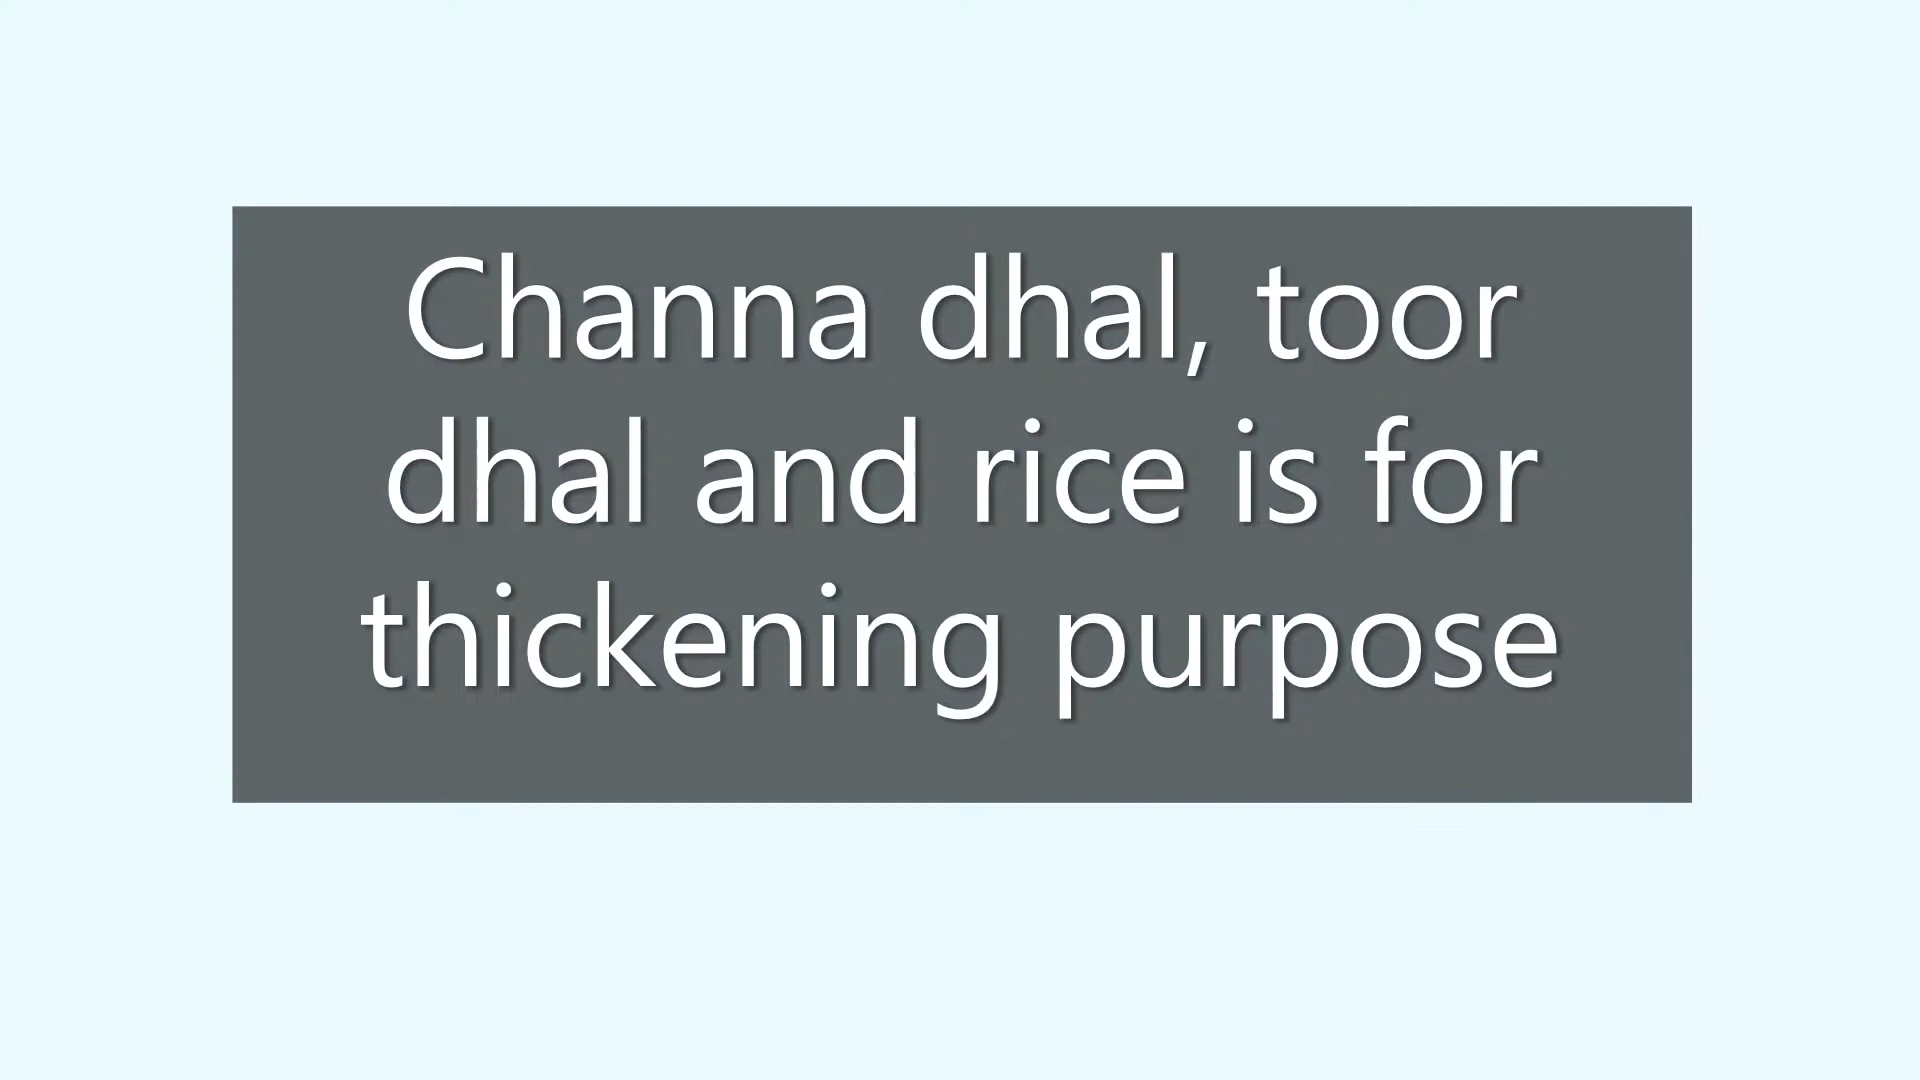 Channa dhal, toor
dhal and rice is for
thickening purpose